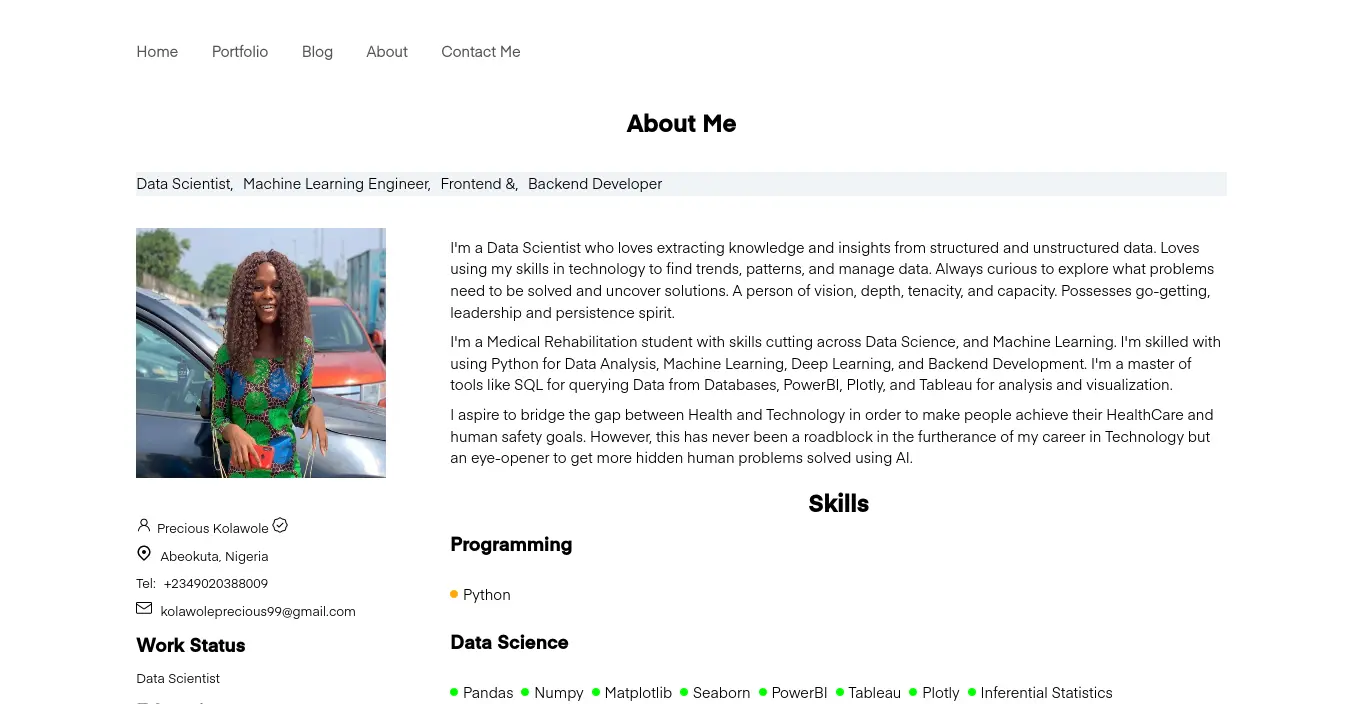 Home Portfolio Blog About Contact Me
About Me
Data Scientist, Machine Learning Engineer, Frontend &, Backend Developer
I'm a Data Scientist who loves extracting knowledge and insights from structured and unstructured data. Loves
using my skills in technology to find trends, patterns, and manage data. Always curious to explore what problems
need to be solved and uncover solutions. A person of vision, depth, tenacity, and capacity. Possesses go-getting,
leadership and persistence spirit.
I'm a Medical Rehabilitation student with skills cutting across Data Science, and Machine Learning. I'm skilled with
using Python for Data Analysis, Machine Learning, Deep Learning, and Backend Development. I'm a master of
tools like SQL for querying Data from Databases, PowerBI, Plotly, and Tableau for analysis and visualization.
I aspire to bridge the gap between Health and Technology in order to make people achieve their HealthCare and
human safety goals. However, this has never been a roadblock in the furtherance of my career in Technology but
an eye-opener to get more hidden human problems solved using AI.
Precious Kolawole
Abeokuta, Nigeria
Tel: +2349020388009
kolawoleprecious99@gmail.com
Work Status
Data Scientist
Skills
Programming
Python
Data Science
Pandas Numpy Matplotlib Seaborn PowerBI Tableau Plotly Inferential Statistics